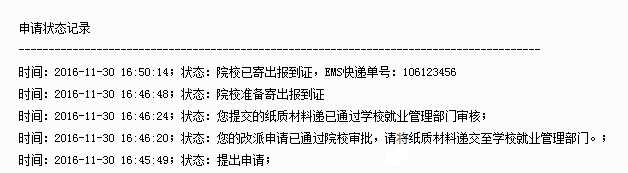 申请状态记录
----------------------------------------------------------------------------------------
时间：2016-11-30 16:50:14；状态：院校已寄出报到证，EMS快递单号：106123456
时间：2016-11-30 16:46:48；状态：院校准备寄出报到证
时间：2016-11-30 16:46:24；状态：您提交的纸质材料递已通过学校就业管理部门审核；
时间：2016-11-30 16:46:20；状态：您的改派申请已通过院校审批，请将纸质材料递交至学校就业管理部门。；
时间：2016-11-30 16:45:49；状态：提出申请；